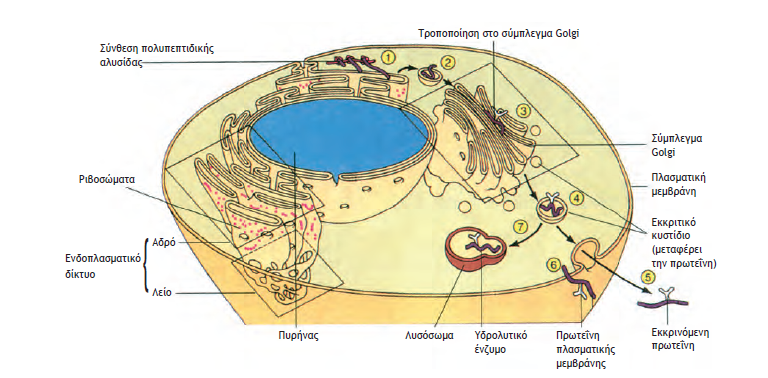 Τροποποίηση στο σύμπλεγμα Golgi
Σύνθεση πολυπεπτιδικής
αλυσίδας
1
2
3
Σύμπλεγμα
Golgi
Πλασματική
μεμβράνη
Ριβοσώματα
4
Εκκριτικό
κυστίδιο
(μεταφέρει
την πρωτεΐνη)
7
Αδρό
Ενδοπλασματικό
δίκτυο
Λείο
6
5
Πυρήνας
Λυσόσωμα
Υδρολυτικό
ένζυμο
Πρωτεΐνη
πλασματικής
μεμβράνης
Εκκρινόμενη
πρωτεΐνη